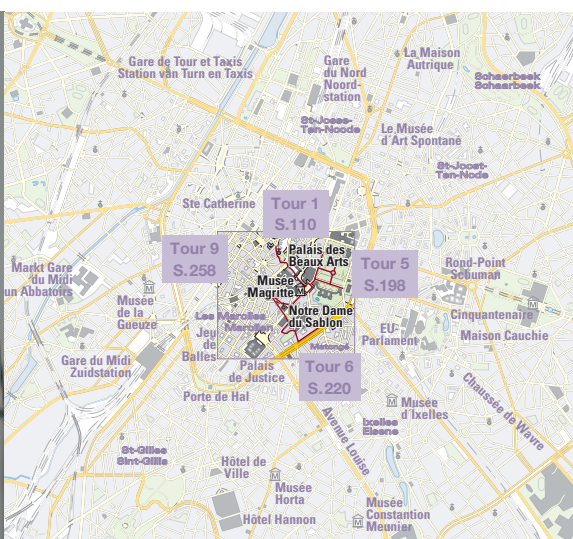 Gare de Tour et Taxis
Station van Turn en Taxis
Gare
du Nord
Noord-
station
La Maison
Autrique
Schaerbeek
Schaarbeek
St-Josse-
Ten-Noode
Le Musée
d´Art Spontané
St-Joost-
Ten-Node
Ste Catherine
Tour 1
S.110
Tour 9
S.258
Palais des
Beaux Arts
Tour 5
S.198
Rond-Point
Schuman
Markt Gare
du Midi
un Abbatoirs
Musée
de la
Gueuze
Musée
Magritte
Notre Dame
du Sablon
Cinquantenaire
Les Marolles
Marollen
Jeu
de
Balles
EU-
Parlament
Maison Cauchie
Matongé
Gare du Midi
Zuidstation
Palais
de Justice
Tour 6
S.220
Porte de Hal
Chaussée de Wavre
Musée
d´Ixelles
Ixelles
Elsene
Avenue Louise
St-Gilles
Sint-Gillis
Hôtel de
Ville
Musée
Horta
Hôtel Hannon
Musée
Constantion
Meunier